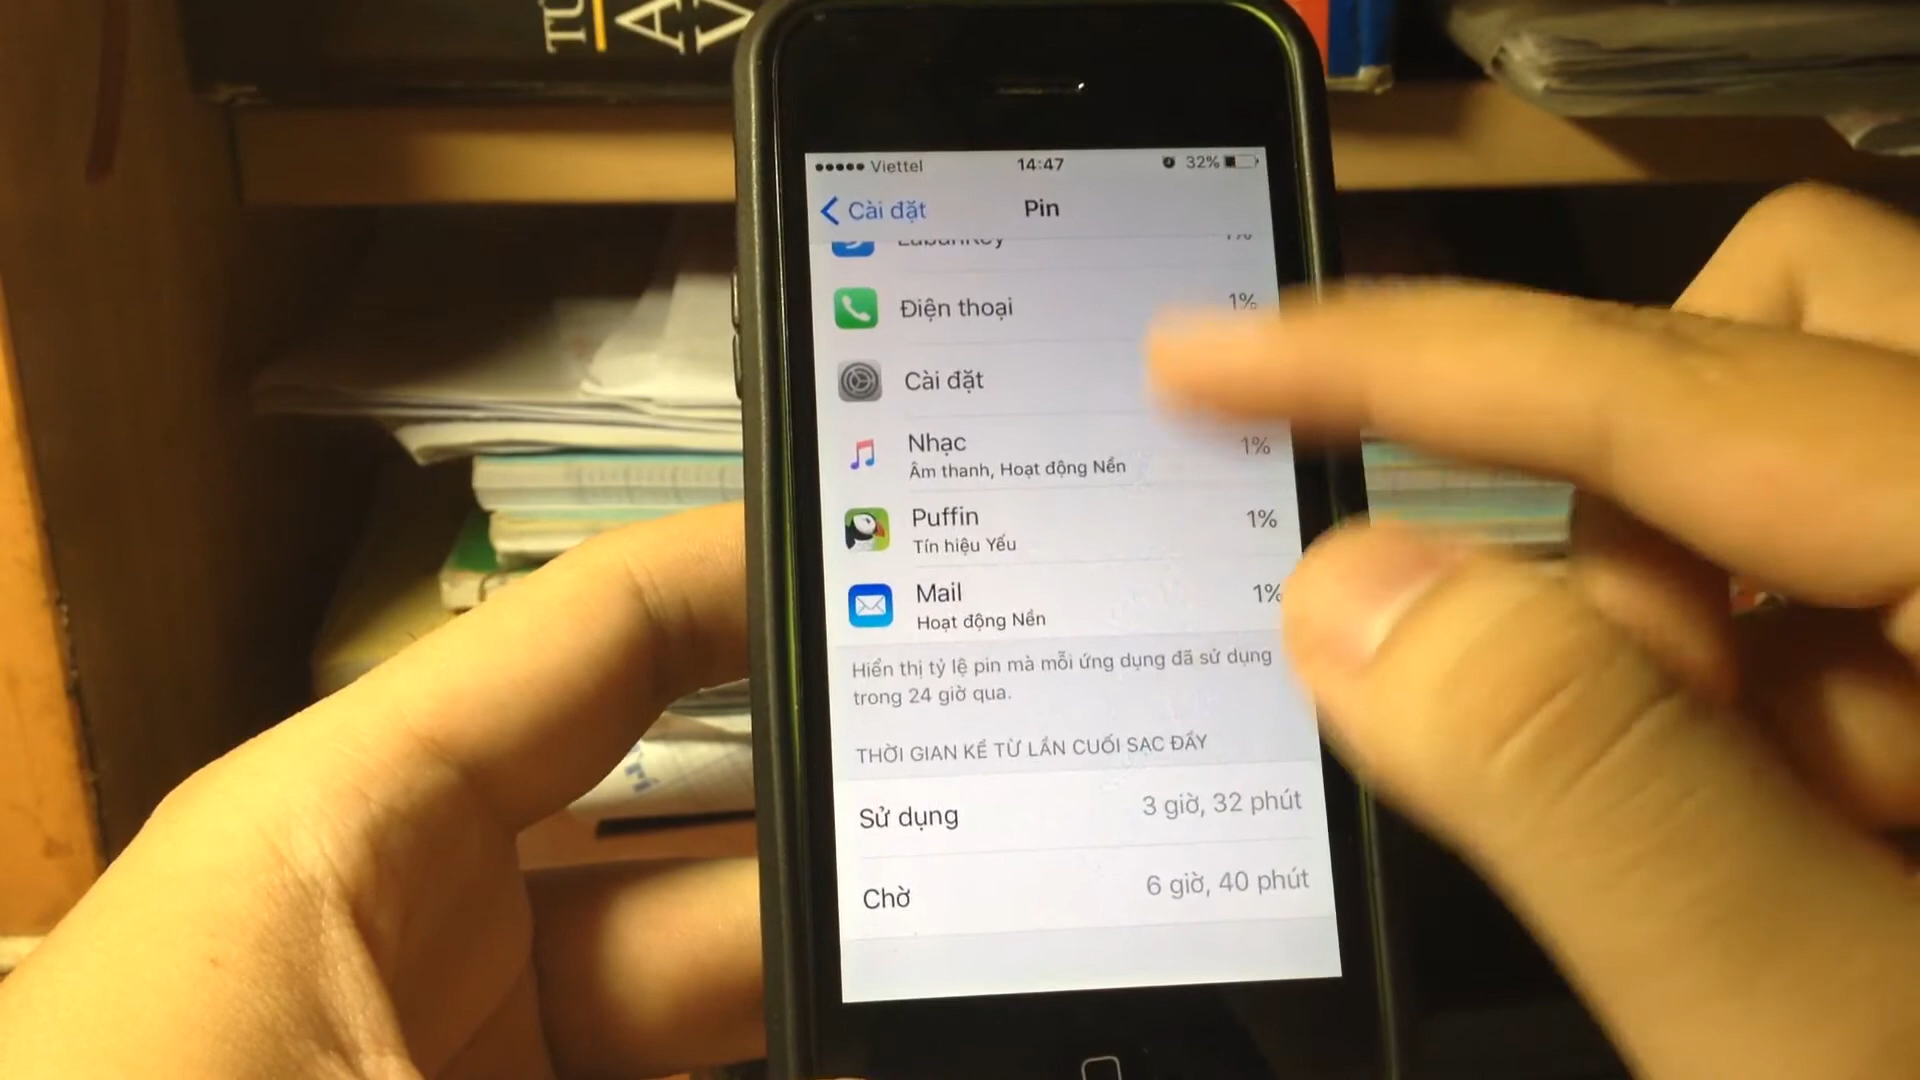 TỪ
Viettel
14:47
32%
Cài đặt
Pin
LabanKey
1%
Điện thoại
1%
Cài đặt
Nhạc
1%
Âm thanh, Hoạt động Nền
Puffin
1%
Tín hiệu Yếu
Mail
1%
Hoạt động Nền
Hiển thị tỷ lệ pin mà mỗi ứng dụng đã sử dụng
trong 24 giờ qua.
THỜI GIAN KỂ TỪ LẦN CUỐI SẠC ĐẦY
Sử dụng
3 giờ, 32 phút
Chờ
6 giờ, 40 phút